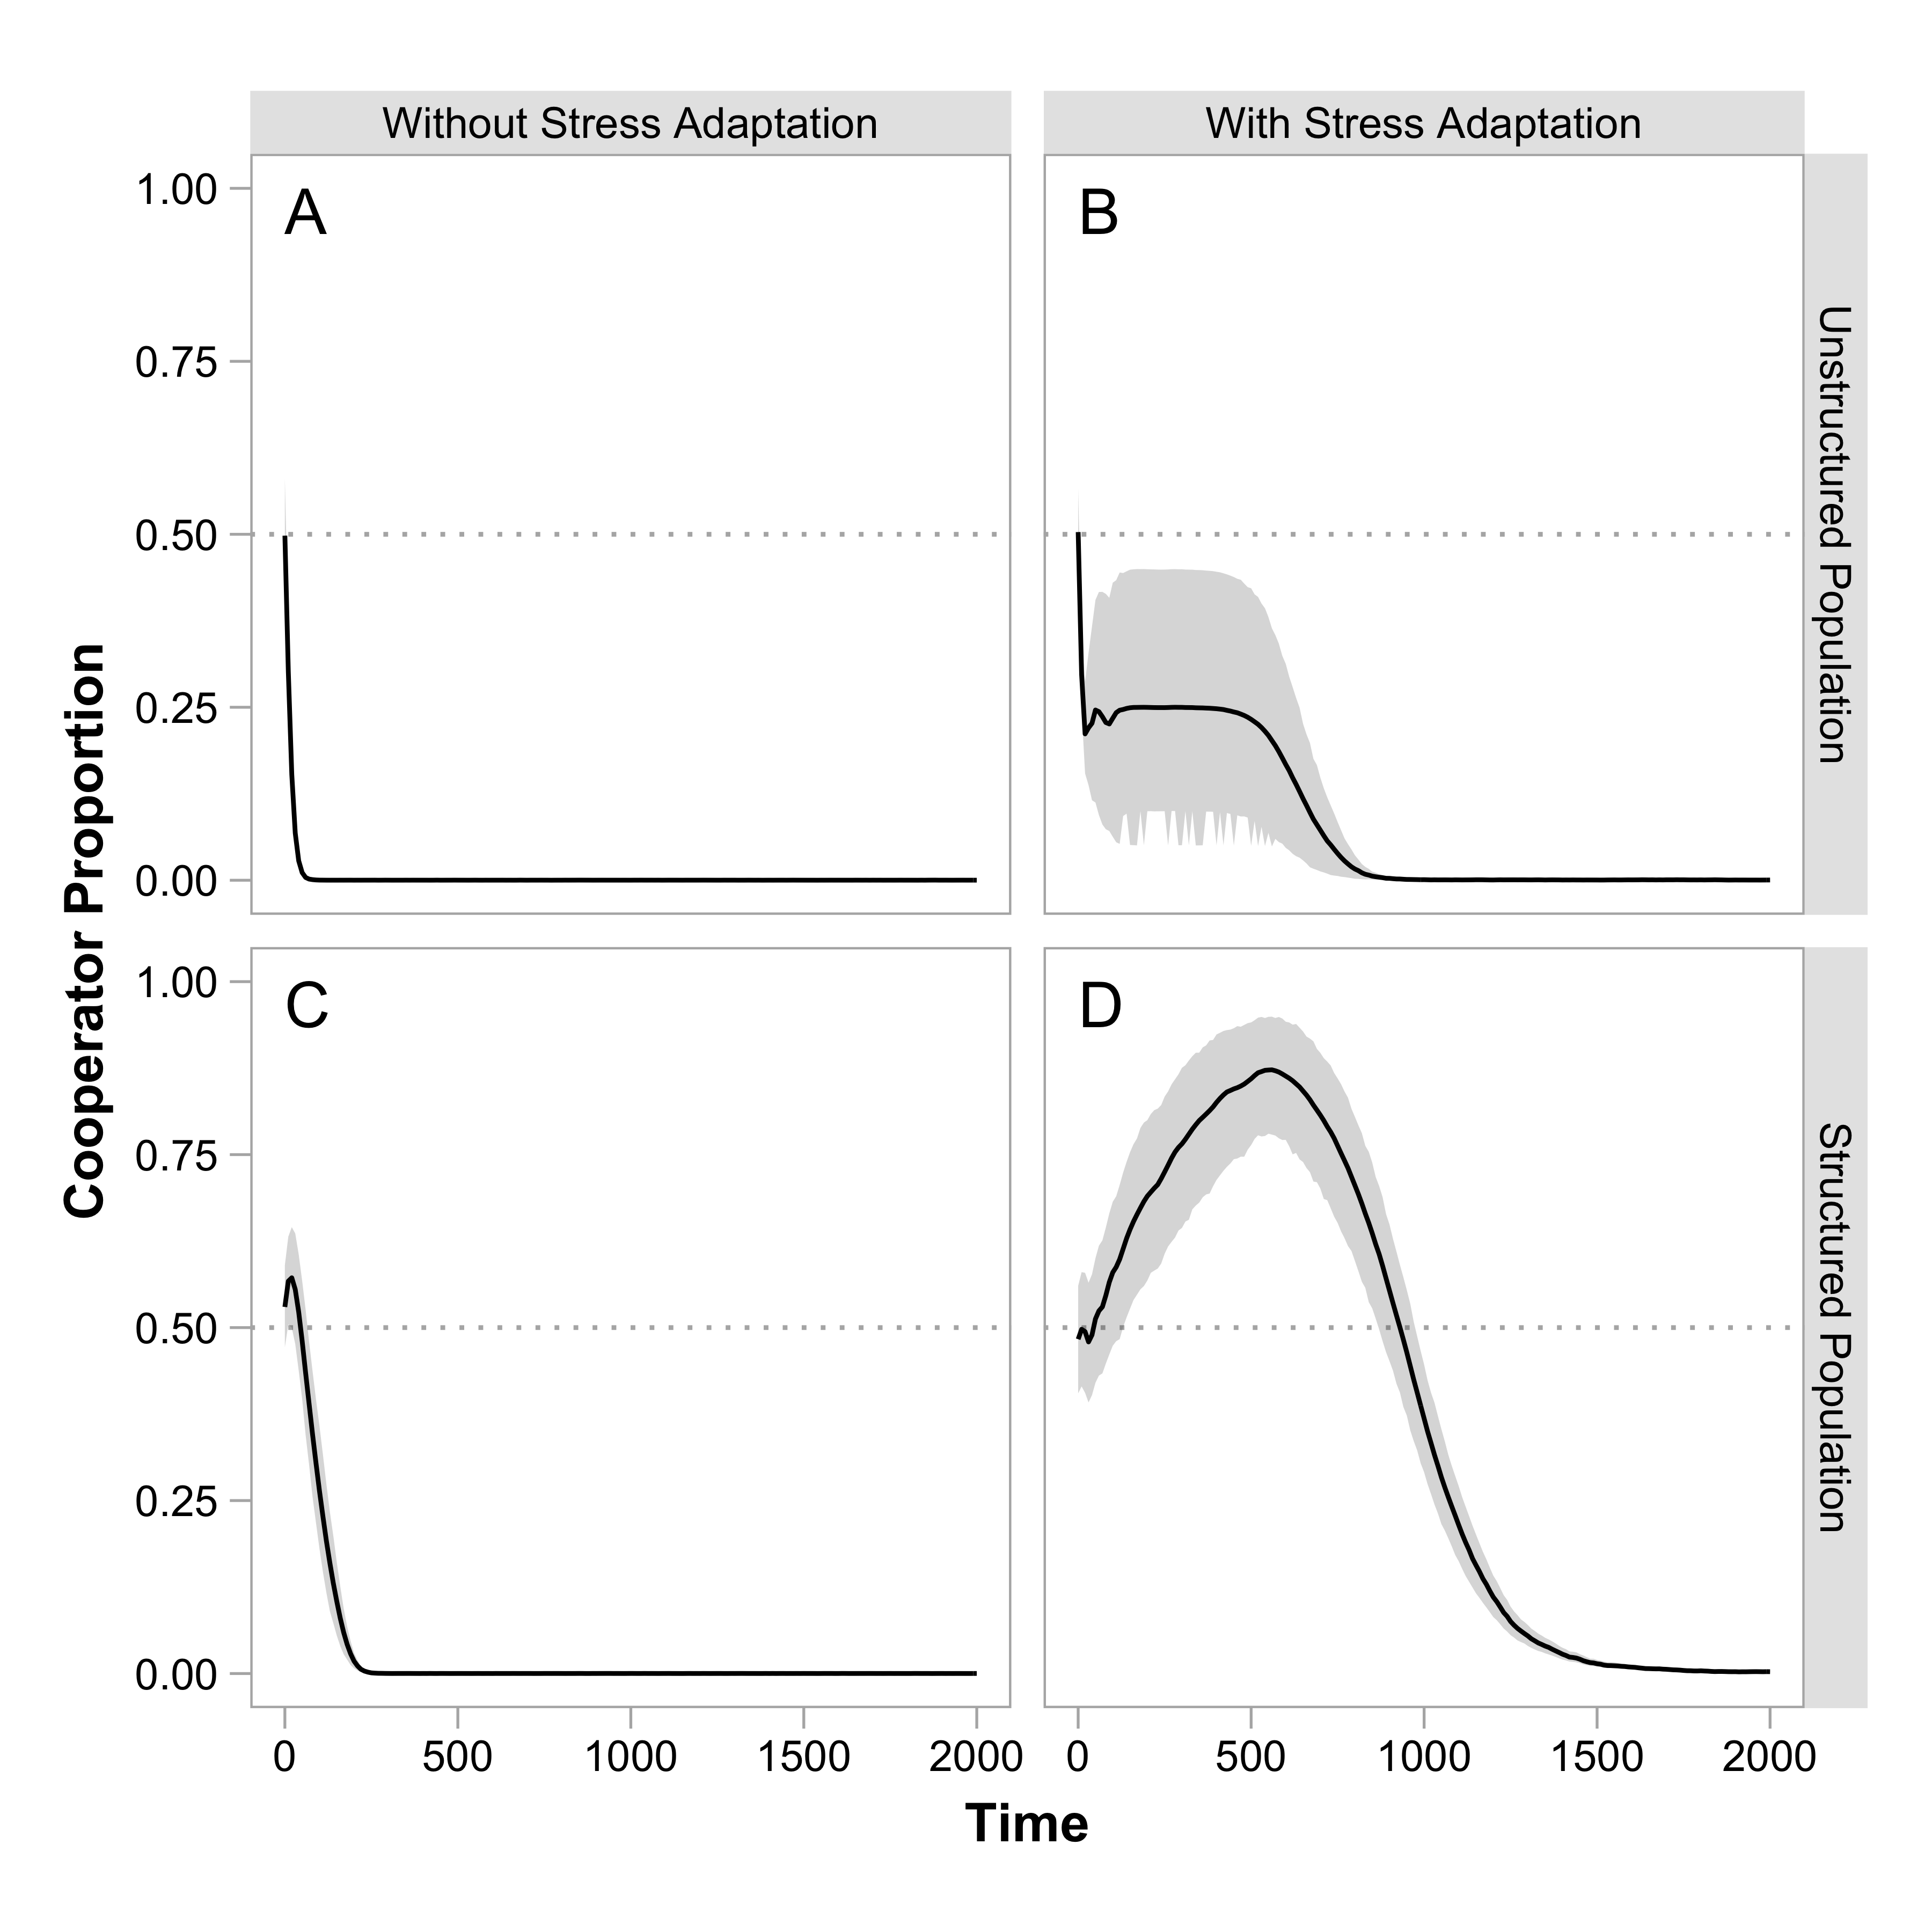 Without Stress Adaptation
With Stress Adaptation
A
B
1.00
0.75
0.50
0.25
0.00
Unstructured Population
Cooperator Proportion
C
D
1.00
0.75
0.50
0.25
0.00
Structured Population
0 500 1000 1500 2000
0 500 1000 1500 2000
Time